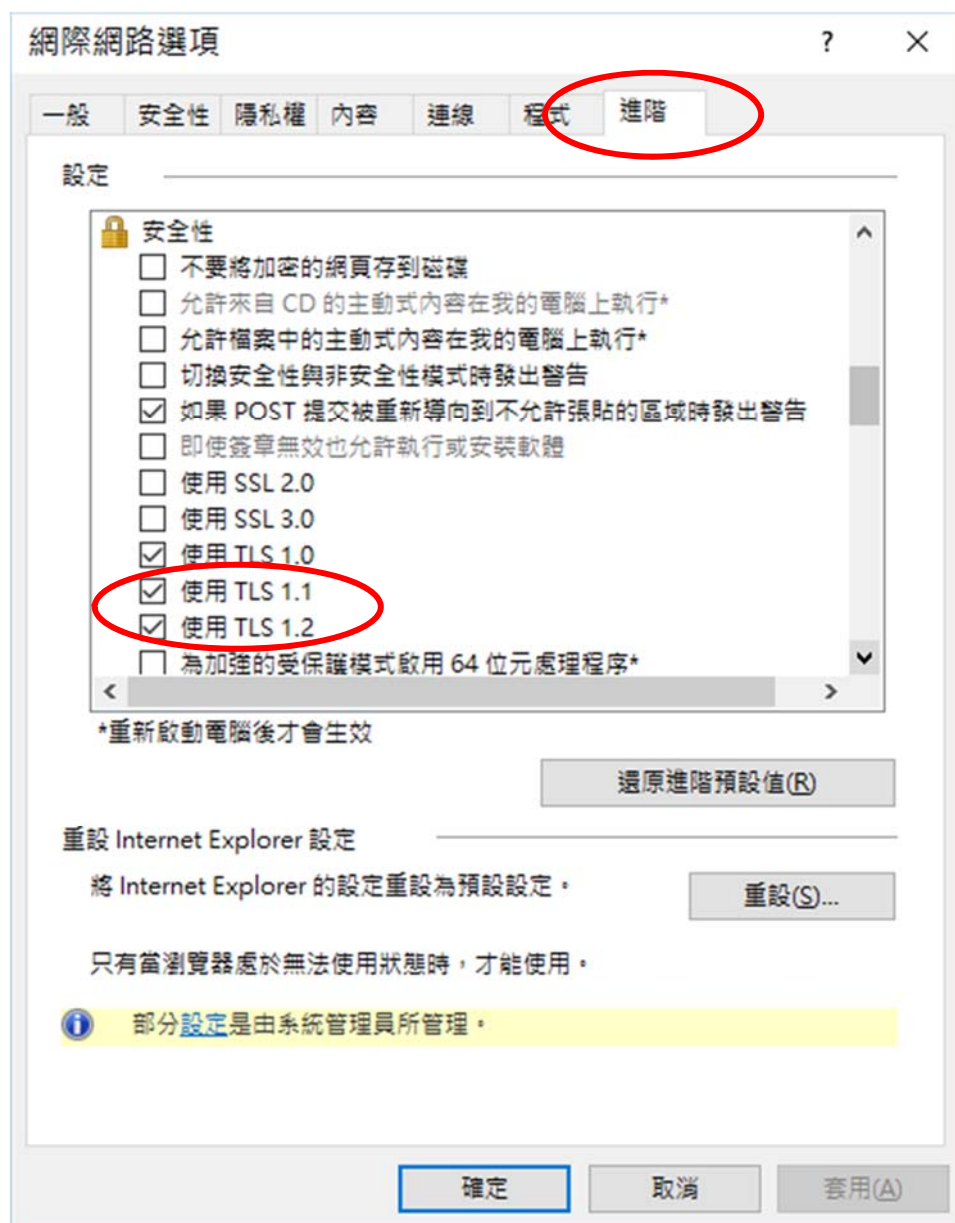 網際網路選項 ?
一般 安全性 隱私權 內容 連線 程式 進階
設定
安全性
不要將加密的網頁存到磁碟
允許來自 CD 的主動式內容在我的電腦上執行*
允許檔案中的主動式內容在我的電腦上執行*
切換安全性與非安全性模式時發出警告
如果 POST 提交被重新導向到不允許張貼的區域時發出警告
即使簽章無效也允許執行或安裝軟體
使用 SSL 2.0
使用 SSL 3.0
使用 TLS 1.0
使用 TLS 1.1
使用 TLS 1.2
為加強的受保護模式啟用 64 位元處理程序*
*重新啟動電腦後才會生效
還原進階預設值(R)
重設 Internet Explorer 設定
將 Internet Explorer 的設定重設為預設設定。
重設(S)...
只有當瀏覽器處於無法使用狀態時，才能使用。
部分設定是由系統管理員所管理。
確定 取消 套用(A)